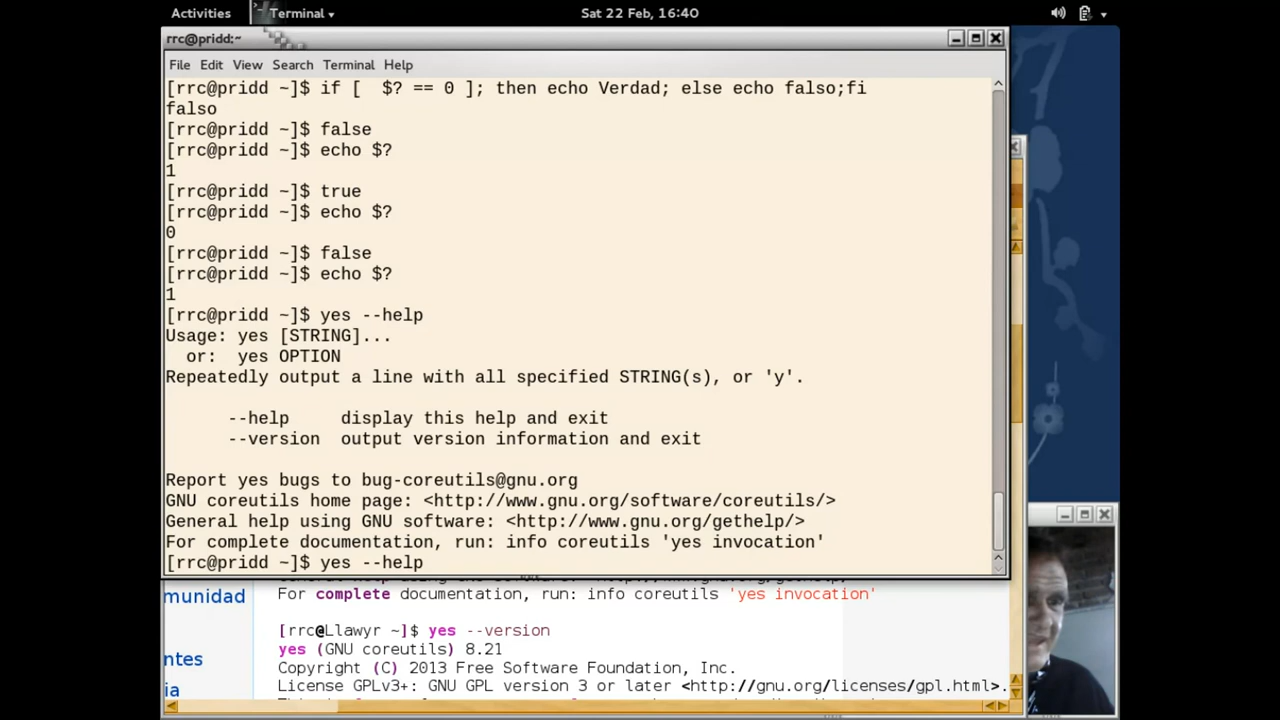 Activities Terminal Sat 22 Feb, 16:40
rrc@pridd:~
File Edit View Search Terminal Help
[rrc@pridd ~]$ if [  $? == 0 ]; then echo Verdad; else echo falso;fi
falso
[rrc@pridd ~]$ false
[rrc@pridd ~]$ echo $?
1
[rrc@pridd ~]$ true
[rrc@pridd ~]$ echo $?
0
[rrc@pridd ~]$ false
[rrc@pridd ~]$ echo $?
1
[rrc@pridd ~]$ yes --help
Usage: yes [STRING]...
  or:  yes OPTION
Repeatedly output a line with all specified STRING(s), or 'y'.
      --help     display this help and exit
      --version  output version information and exit
Report yes bugs to bug-coreutils@gnu.org
GNU coreutils home page: <http://www.gnu.org/software/coreutils/>
General help using GNU software: <http://www.gnu.org/gethelp/>
For complete documentation, run: info coreutils 'yes invocation'
[rrc@pridd ~]$ yes --help
munidad
For complete documentation, run: info coreutils 'yes invocation'
[rrc@Llawyr ~]$ yes --version
ntes
yes (GNU coreutils) 8.21
Copyright (C) 2013 Free Software Foundation, Inc.
ia
License GPLv3+: GNU GPL version 3 or later <http://gnu.org/licenses/gpl.html>.